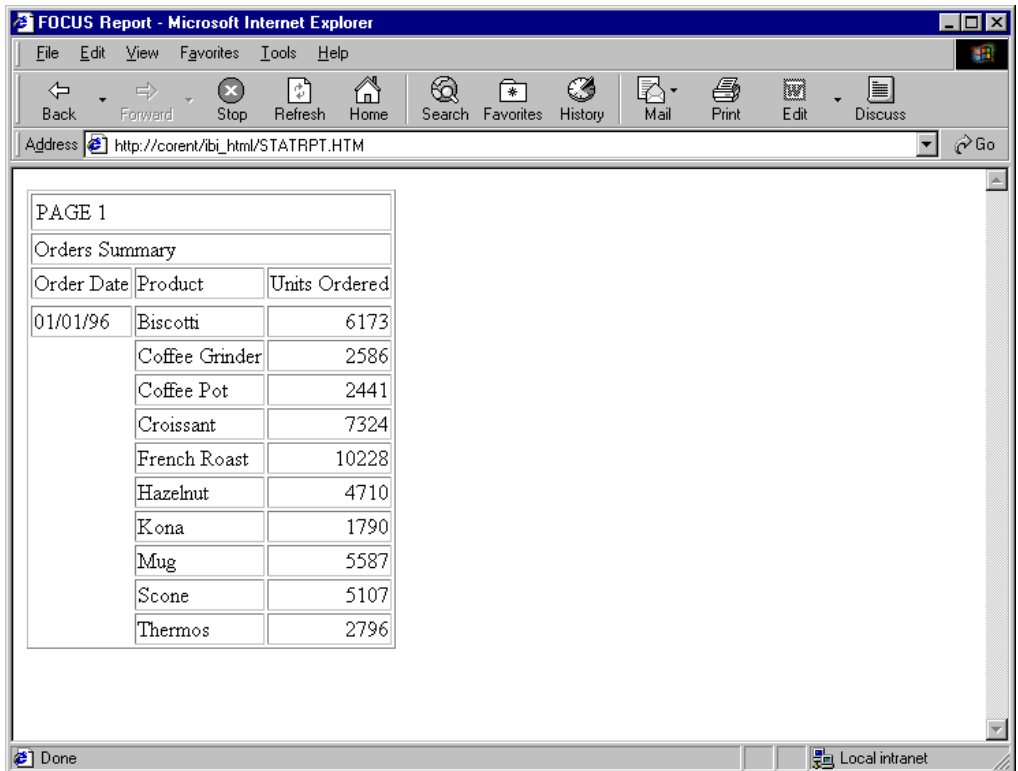 FOCUS Report - Microsoft Internet Explorer
File Edit View Favorites Tools Help
Back Forward Stop Refresh Home Search Favorites History Mail Print Edit Discuss
Address http://corent/ibi_html/STATRPT.HTM Go
PAGE 1
Orders Summary
Order Date Product Units Ordered
01/01/96 Biscotti 6173
Coffee Grinder 2586
Coffee Pot 2441
Croissant 7324
French Roast 10228
Hazelnut 4710
Kona 1790
Mug 5587
Scone 5107
Thermos 2796
Done Local intranet